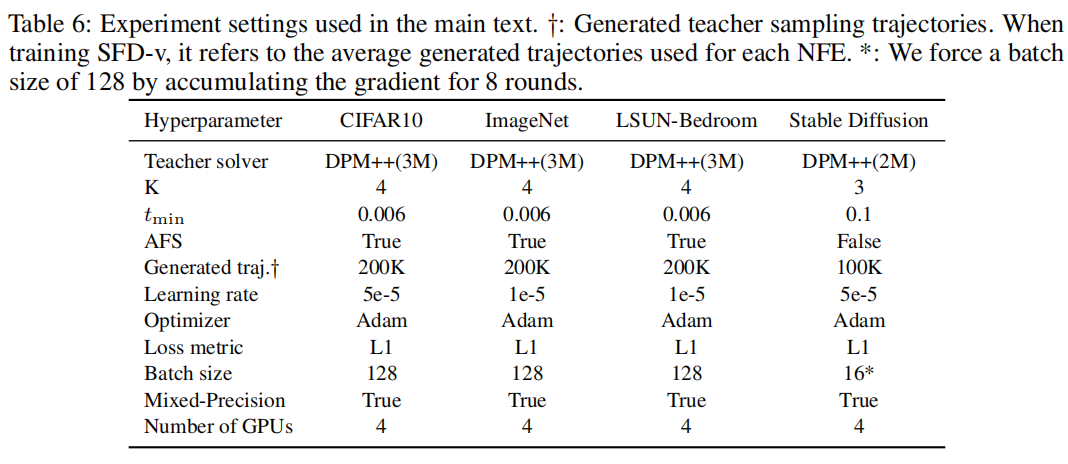 Table 6: Experiment settings used in the main text. †: Generated teacher sampling trajectories. When
training SFD-v, it refers to the average generated trajectories used for each NFE. *: We force a batch
size of 128 by accumulating the gradient for 8 rounds.
Hyperparameter CIFAR10 ImageNet LSUN-Bedroom Stable Diffusion
Teacher solver DPM++(3M) DPM++(3M) DPM++(3M) DPM++(2M)
K 4 4 4 3
tmin 0.006 0.006 0.006 0.1
AFS True True True False
Generated traj.† 200K 200K 200K 100K
Learning rate 5e-5 1e-5 1e-5 5e-5
Optimizer Adam Adam Adam Adam
Loss metric L1 L1 L1 L1
Batch size 128 128 128 16*
Mixed-Precision True True True True
Number of GPUs 4 4 4 4